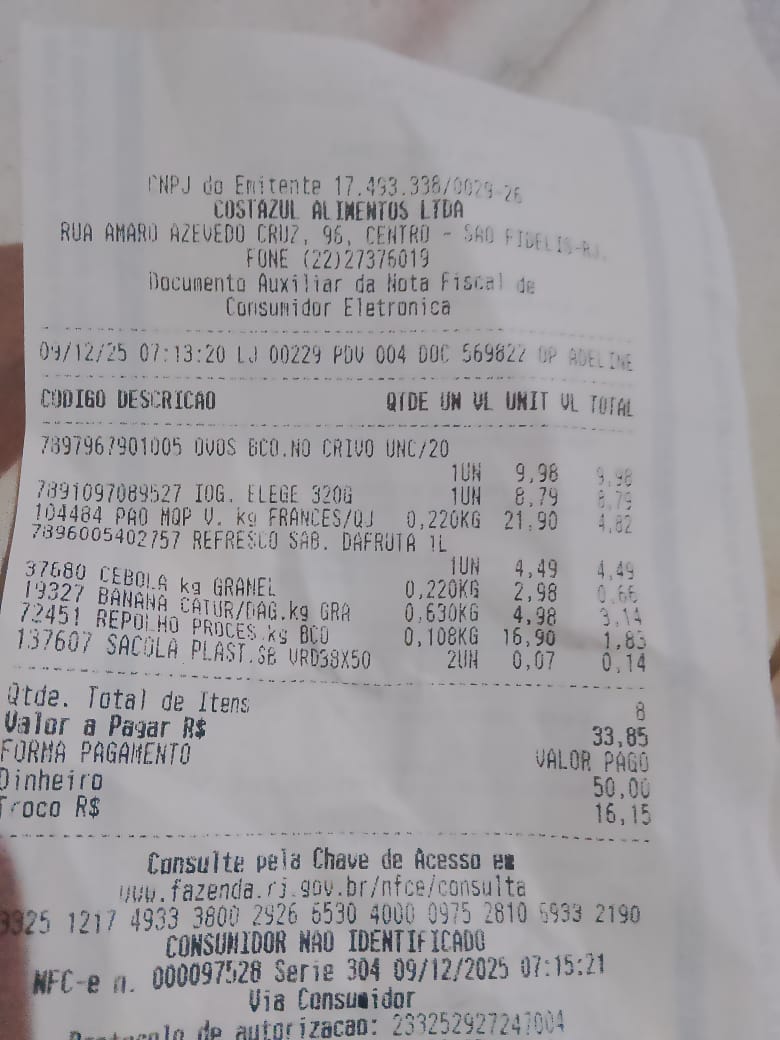 CNPJ do Emitente 17.493.338/0029-26
COSTAZUL ALIMENTOS LTDA
RUA AMARO AZEVEDO CRUZ, 96, CENTRO - SAO FIDELIS-RJ.
FONE (22)27376019
Documento Auxiliar da Nota Fiscal de
Consumidor Eletronica
09/12/25 07:13:20 LJ 00229 PDV 004 DOC 569822 OP ADELINE
CODIGO DESCRICAO QTDE UN VL UNIT VL TOTAL
7897967901005 OVOS BCO.NO CRIVO UNC/20
1UN 9,98 9,98
7891097089527 IOG. ELEGE 320G 1UN 8,79 8,79
104484 PAO MQP V. kg FRANCES/QJ 0,220KG 21,90 4,82
7896005402757 REFRESCO SAB. DAFRUTA 1L
1UN 4,49 4,49
37680 CEBOLA kg GRANEL 0,220KG 2,98 0,66
19327 BANANA CATUR/DAG.kg GRA 0,630KG 4,98 3,14
72451 REPOLHO PROCES.kg BCO 0,108KG 16,90 1,83
137607 SACOLA PLAST.SB VRD38X50 2UN 0,07 0,14
Qtde. Total de Itens 8
Valor a Pagar R$ 33,85
FORMA PAGAMENTO VALOR PAGO
Dinheiro 50,00
Troco R$ 16,15
Consulte pela Chave de Acesso em
www.fazenda.rj.gov.br/nfce/consulta
3325 1217 4933 3800 2926 6530 4000 0975 2810 6933 2190
CONSUMIDOR NAO IDENTIFICADO
NFC-e n. 000097528 Serie 304 09/12/2025 07:15:21
Via Consumidor
Protocolo de autorizacao: 233252927247004